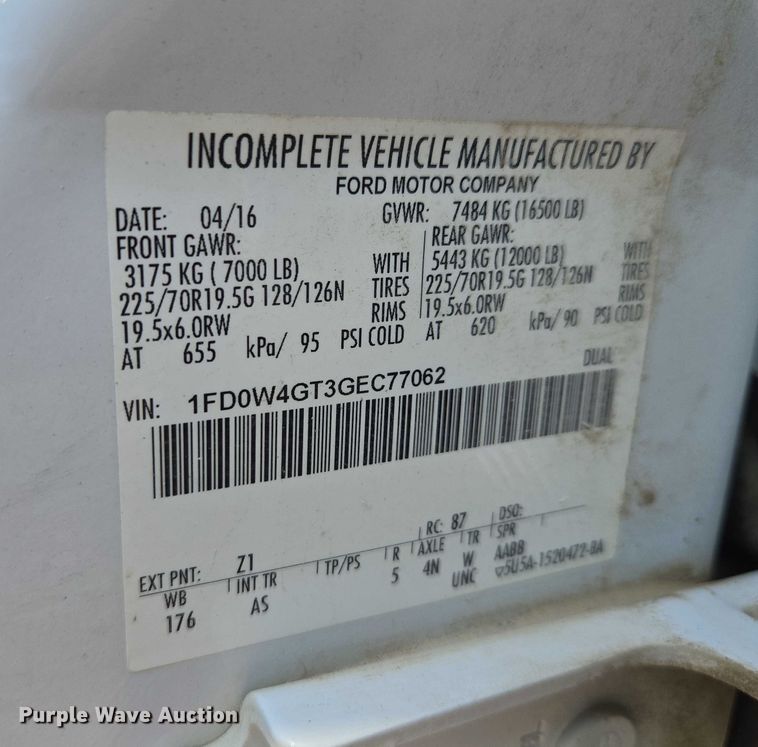 INCOMPLETE VEHICLE MANUFACTURED BY
FORD MOTOR COMPANY
DATE: 04/16 GVWR: 7484 KG (16500 LB)
FRONT GAWR: REAR GAWR:
3175 KG ( 7000 LB) WITH 5443 KG (12000 LB) WITH
225/70R19.5G 128/126N TIRES 225/70R19.5G 128/126N TIRES
19.5x6.0RW RIMS 19.5x6.0RW RIMS
AT 655 kPa/ 95 PSI COLD AT 620 kPa/ 90 PSI COLD
DUAL
VIN: 1FD0W4GT3GEC77062
EXT PNT: Z1 RC: 87 DSO:
WB INT TR TP/PS R AXLE TR SPR
176 AS 5 4N W AABB
UNC ▽5U5A-1520472-BA
Purple Wave Auction